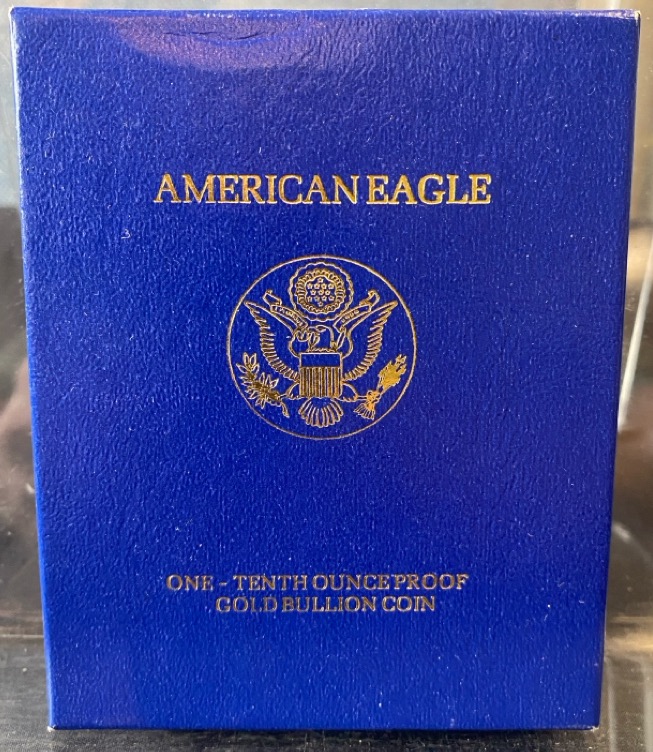 AMERICAN EAGLE
ONE - TENTH OUNCE PROOF
GOLD BULLION COIN